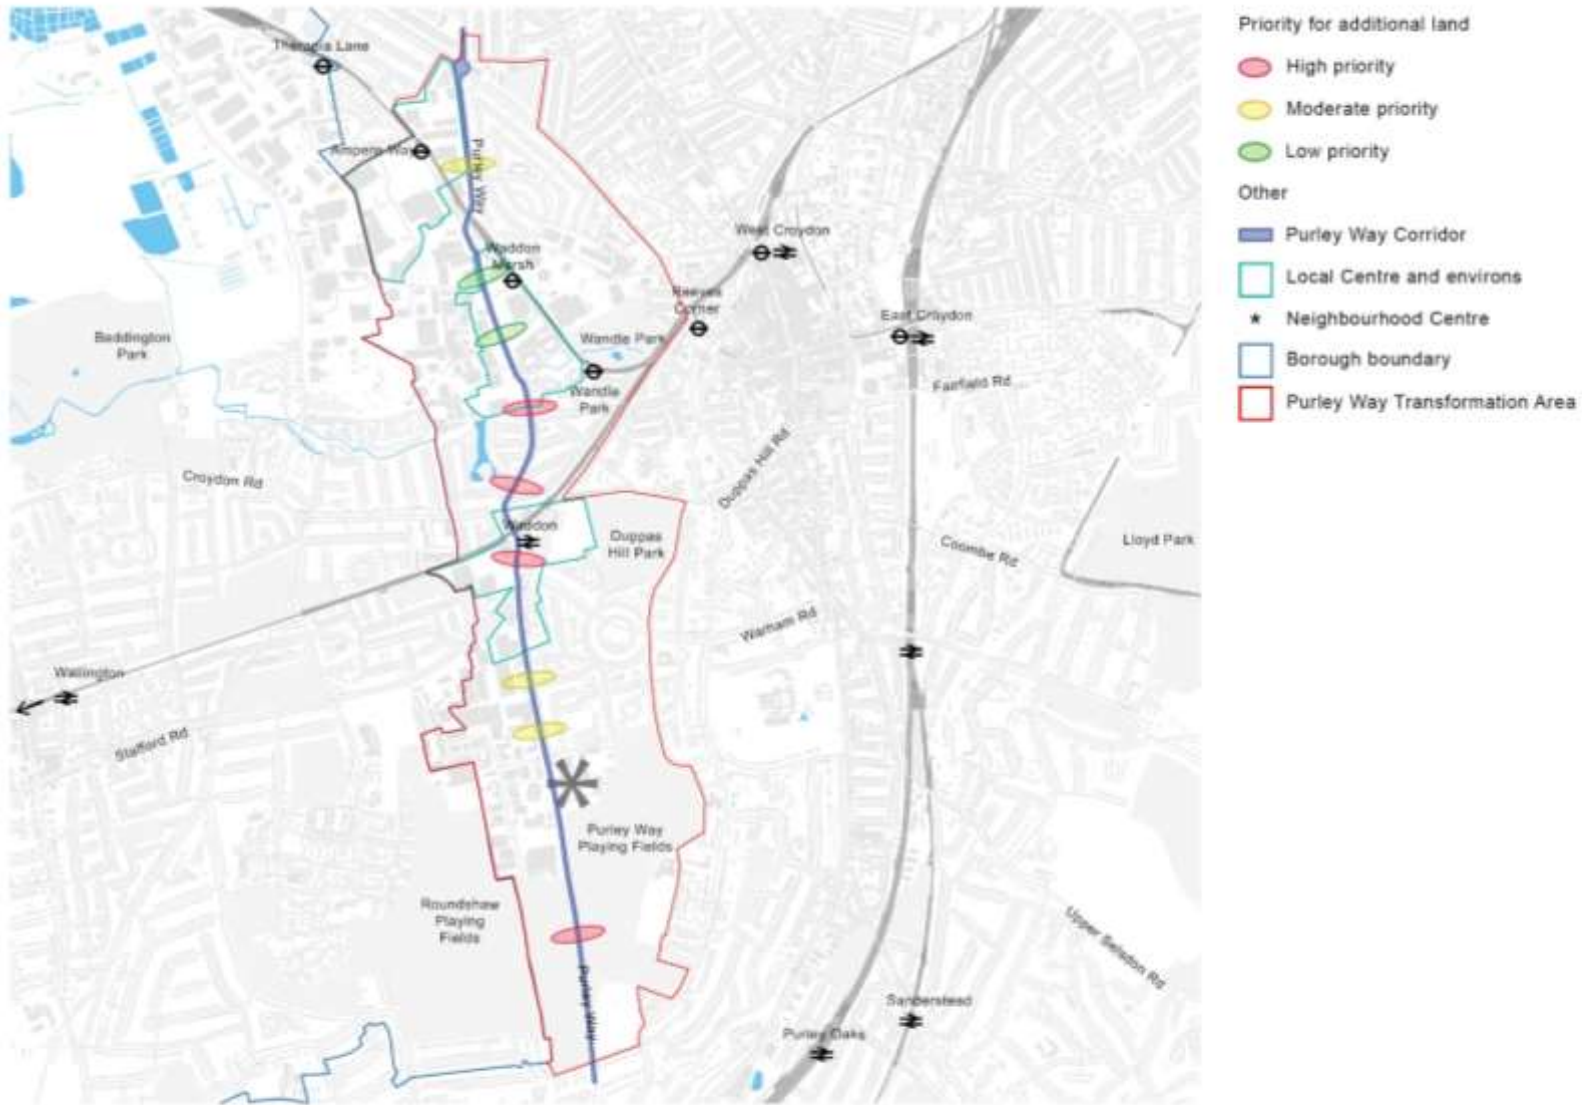 Therapia Lane
Ampere Way
Purley Way
Waddon
Marsh
West Croydon
Reeves
Corner
East Croydon
Beddington
Park
Wandle Park
Wandle
Park
Fairfield Rd
Duppas Hill Rd
Croydon Rd
Waddon
Duppas
Hill Park
Coombe Rd
Lloyd Park
Warham Rd
Wallington
Stafford Rd
Purley Way
Playing Fields
Roundshaw
Playing
Fields
Upper Selsdon Rd
Purley Way
Sanderstead
Purley Oaks
Priority for additional land
High priority
Moderate priority
Low priority
Other
Purley Way Corridor
Local Centre and environs
Neighbourhood Centre
Borough boundary
Purley Way Transformation Area